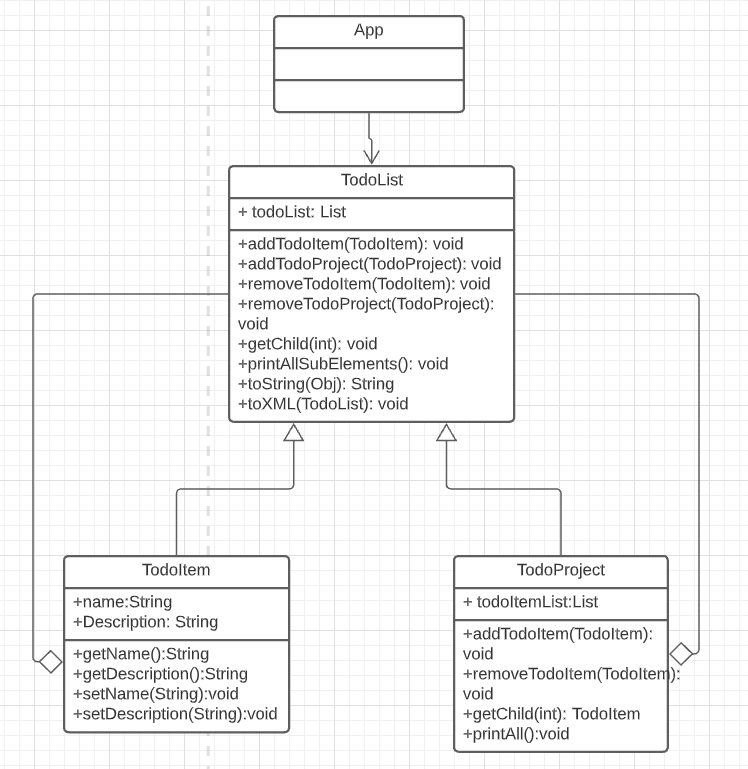 App
TodoList
+ todoList: List
+addTodoItem(TodoItem): void
+addTodoProject(TodoProject): void
+removeTodoItem(TodoItem): void
+removeTodoProject(TodoProject):
void
+getChild(int): void
+printAllSubElements(): void
+toString(Obj): String
+toXML(TodoList): void
TodoItem
+name:String
+Description: String
+getName():String
+getDescription():String
+setName(String):void
+setDescription(String):void
TodoProject
+ todoItemList:List
+addTodoItem(TodoItem):
void
+removeTodoItem(TodoItem):
void
+getChild(int): TodoItem
+printAll():void